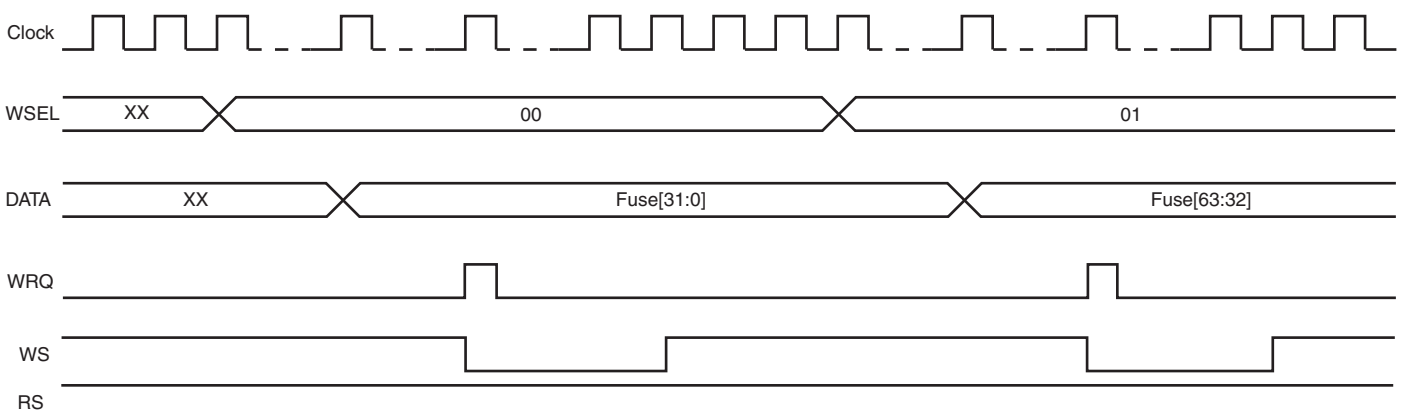 Clock
WSEL XX 00 01
DATA XX Fuse[31:0] Fuse[63:32]
WRQ
WS
RS